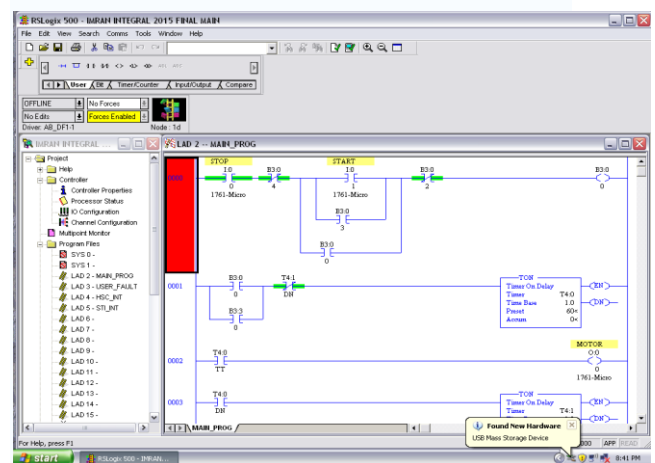 RSLogix 500 - IMRAN INTEGRAL 2015 FINAL MAIN
File Edit View Search Comms Tools Window Help
User Bit Timer/Counter Input/Output Compare
OFFLINE No Forces
No Edits Forces Enabled
Driver: AB_DF1-1 Node : 1d
IMRAN INTEGRAL ...
Project
Help
Controller
Controller Properties
Processor Status
IO Configuration
Channel Configuration
Multipoint Monitor
Program Files
SYS 0 -
SYS 1 -
LAD 2 - MAIN_PROG
LAD 3 - USER_FAULT
LAD 4 - HSC_INT
LAD 5 - STI_INT
LAD 6 -
LAD 7 -
LAD 8 -
LAD 9 -
LAD 10 -
LAD 11 -
LAD 12 -
LAD 13 -
LAD 14 -
LAD 15 -
LAD 2 -- MAIN_PROG
STOP START
I:0 B3:0 I:0 B3:0 B3:0
0000
0 4 1 2 0
1761-Micro 1761-Micro
B3:0
3
B3:0
0
B3:0 T4:1 TON
0001 Timer On Delay EN
0 DN Timer T4:0
Time Base 1.0 DN
B3:3 Preset 60<
Accum 0<
0
MOTOR
T4:0 O:0
0002
TT 0
1761-Micro
T4:0 TON
0003 Timer On Delay EN
DN Timer T4:1
DN
MAIN_PROG
Found New Hardware
USB Mass Storage Device
For Help, press F1
APP READ
start RSLogix 500 - IMRAN... 8:41 PM